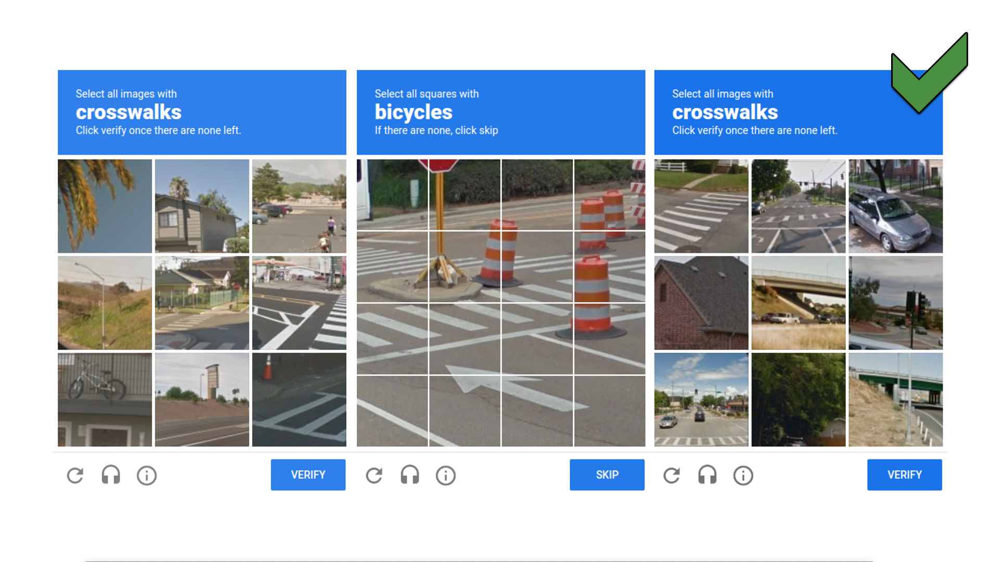 Select all images with
crosswalks
Click verify once there are none left.
VERIFY
Select all squares with
bicycles
If there are none, click skip
SKIP
Select all images with
crosswalks
Click verify once there are none left.
VERIFY